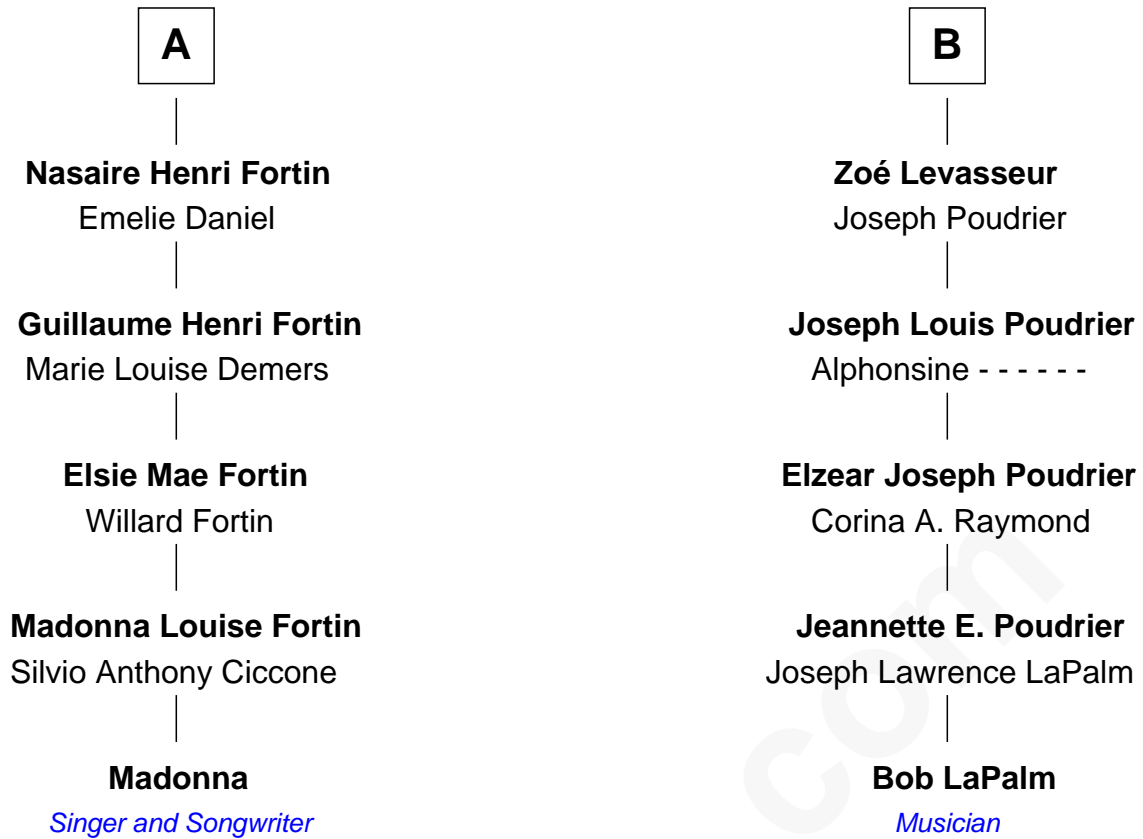 A
Nasaire Henri Fortin
Emelie Daniel
Guillaume Henri Fortin
Marie Louise Demers
Elsie Mae Fortin
Willard Fortin
Madonna Louise Fortin
Silvio Anthony Ciccone
Madonna
Singer and Songwriter
B
Zoé Levasseur
Joseph Poudrier
Joseph Louis Poudrier
Alphonsine - - - - - -
Elzear Joseph Poudrier
Corina A. Raymond
Jeannette E. Poudrier
Joseph Lawrence LaPalm
Bob LaPalm
Musician
com